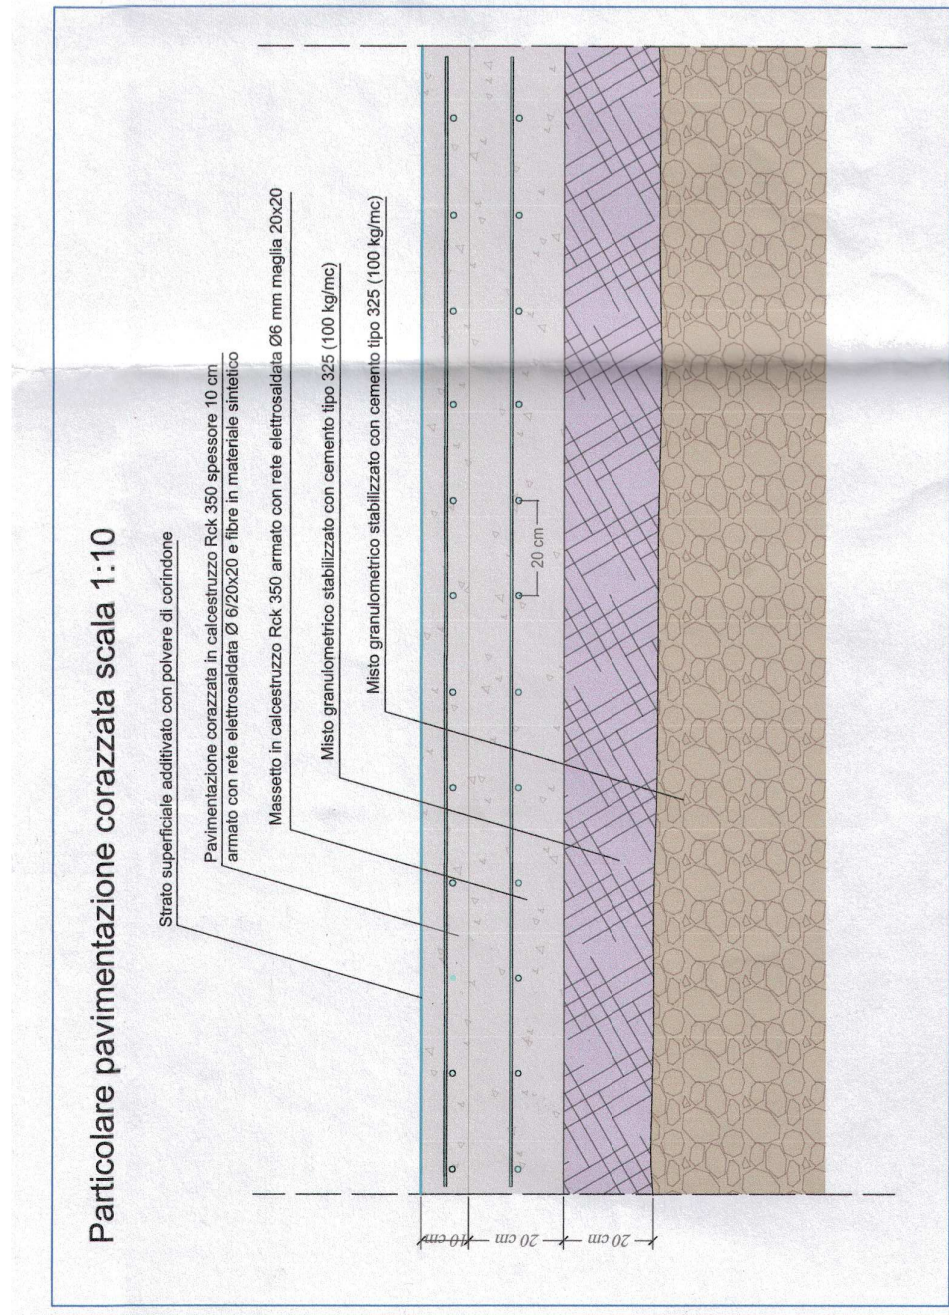 Particolare pavimentazione corazzata scala 1:10
Strato superficiale additivato con polvere di corindone
Pavimentazione corazzata in calcestruzzo Rck 350 spessore 10 cm
armato con rete elettrosaldata Ø 6/20x20 e fibre in materiale sintetico
Massetto in calcestruzzo Rck 350 armato con rete elettrosaldata Ø6 mm maglia 20x20
Misto granulometrico stabilizzato con cemento tipo 325 (100 kg/mc)
Misto granulometrico stabilizzato con cemento tipo 325 (100 kg/mc)
10 cm
20 cm
20 cm
20 cm